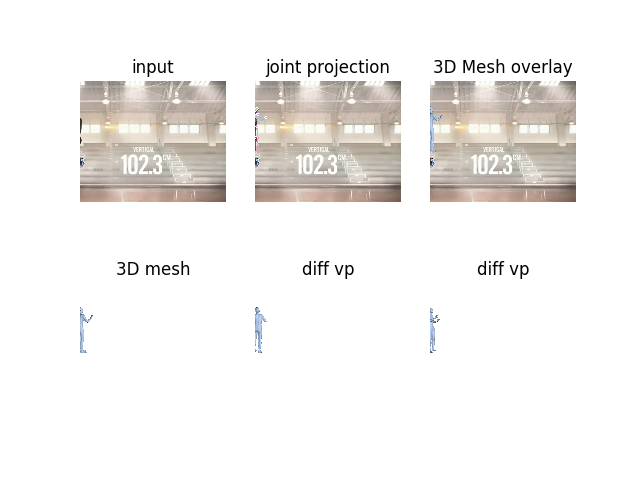 input
joint projection
3D Mesh overlay
VERTICAL
102.3 CM
VERTICAL
102.3 CM
VERTICAL
102.3 CM
3D mesh
diff vp
diff vp